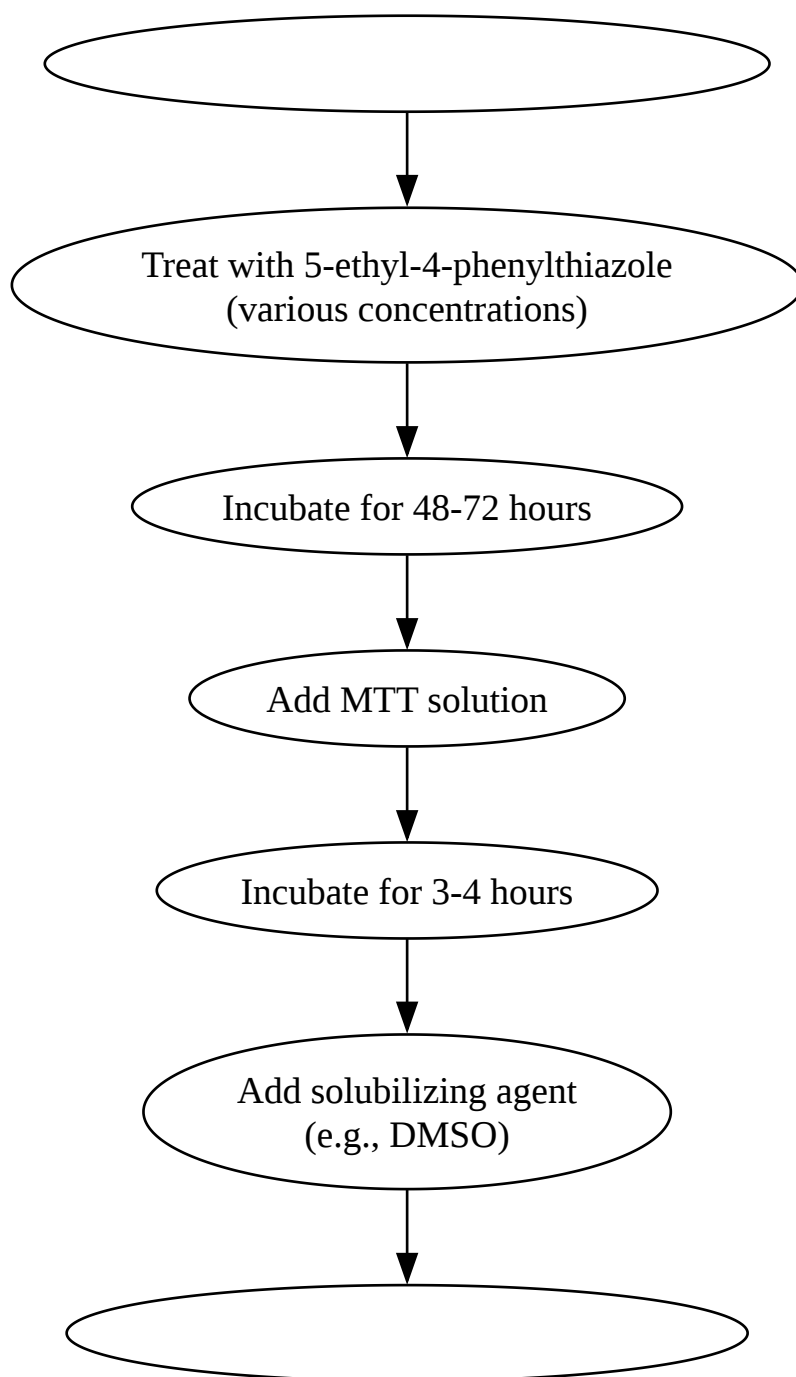 Treat with 5-ethyl-4-phenylthiazole
(various concentrations)
Incubate for 48-72 hours
Add MTT solution
Incubate for 3-4 hours
Add solubilizing agent
(e.g., DMSO)